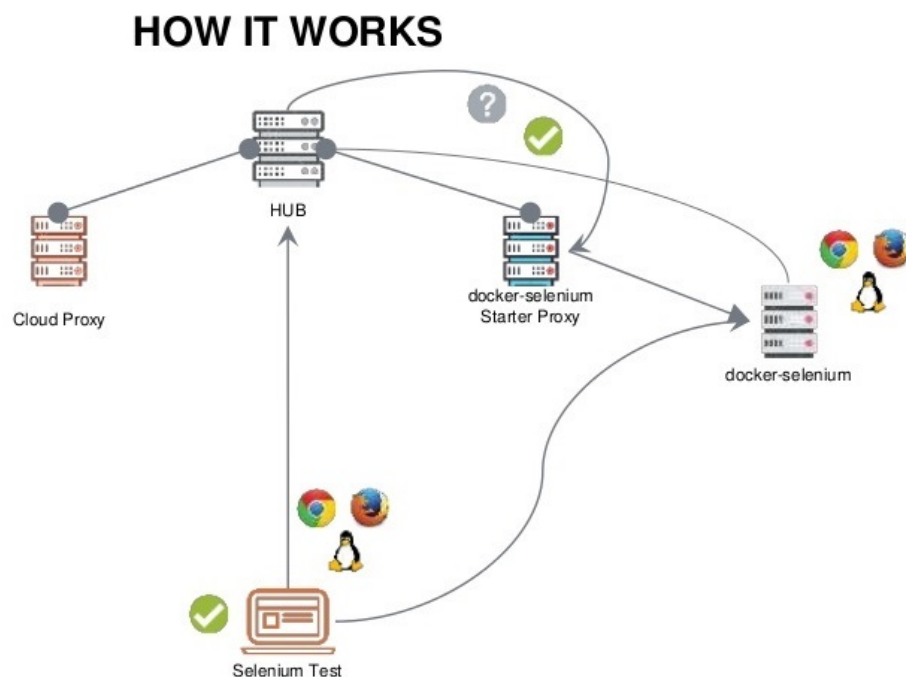 HOW IT WORKS
HUB
Cloud Proxy
docker-selenium
Starter Proxy
docker-selenium
Selenium Test